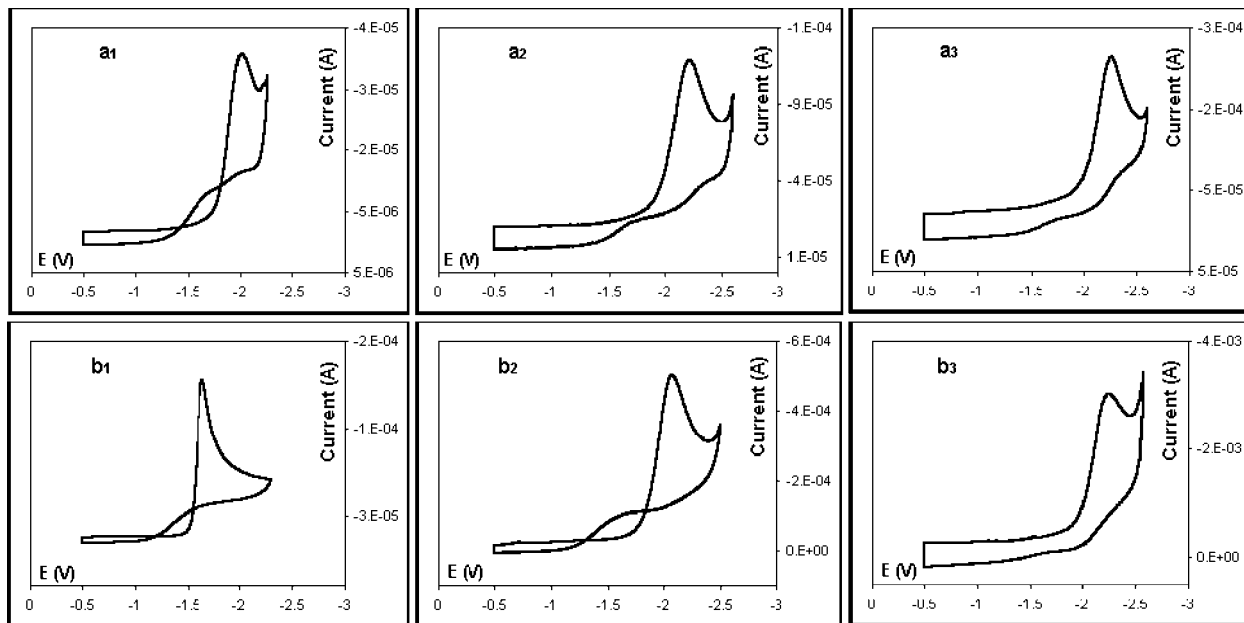 a1
-4.E-05
-3.E-05
-2.E-05
-5.E-06
5.E-06
Current (A)
E (V)
0 -0.5 -1 -1.5 -2 -2.5 -3
a2
-1.E-04
-9.E-05
-4.E-05
1.E-05
Current (A)
E (V)
0 -0.5 -1 -1.5 -2 -2.5 -3
a3
-3.E-04
-2.E-04
-5.E-05
5.E-05
Current (A)
E (V)
0 -0.5 -1 -1.5 -2 -2.5 -3
b1
-2.E-04
-1.E-04
-3.E-05
Current (A)
E (V)
0 -0.5 -1 -1.5 -2 -2.5 -3
b2
-6.E-04
-4.E-04
-2.E-04
0.E+00
Current (A)
E (V)
0 -0.5 -1 -1.5 -2 -2.5 -3
b3
-4.E-03
-2.E-03
0.E+00
Current (A)
E (V)
0 -0.5 -1 -1.5 -2 -2.5 -3